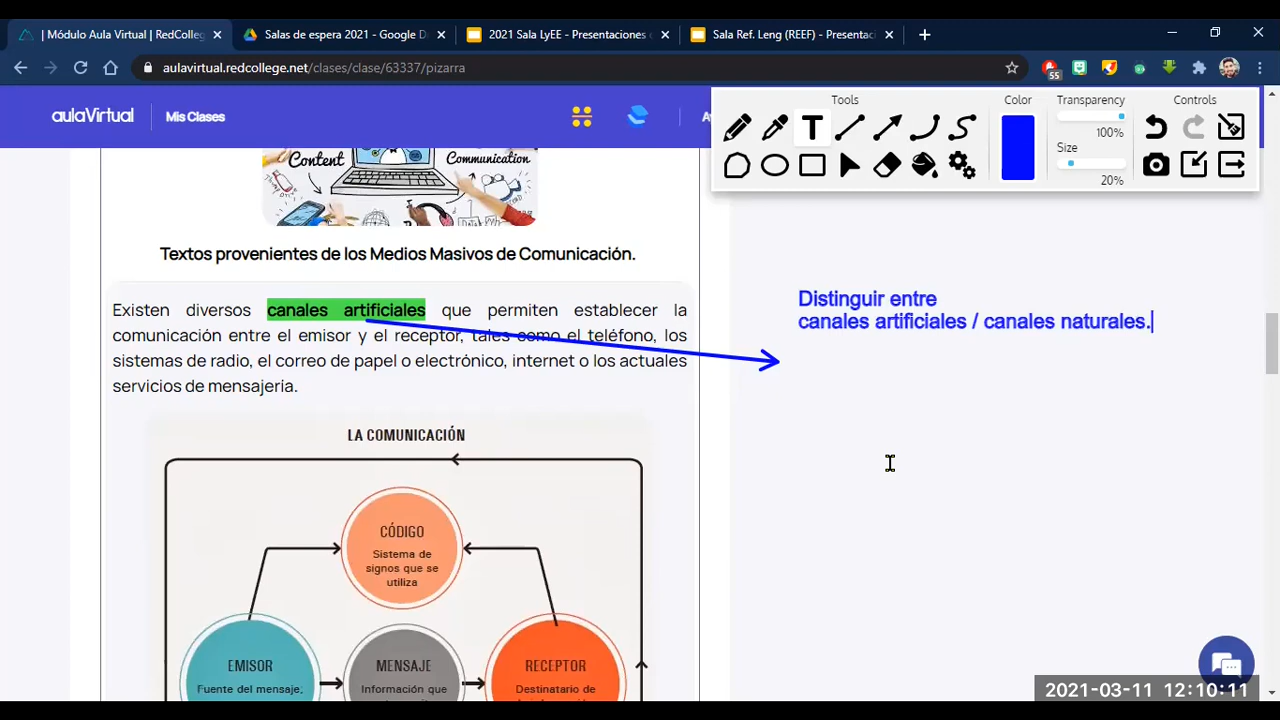 | Módulo Aula Virtual | RedColleg
Salas de espera 2021 - Google D
2021 Sala LyEE - Presentaciones
Sala Ref. Leng (REEF) - Presentac
aulavirtual.redcollege.net/clases/clase/63337/pizarra
55
aulaVirtual
Mis Clases
Tools
Color
Transparency
100%
Size
20%
Controls
T
Content
Communication
Textos provenientes de los Medios Masivos de Comunicación.
Existen diversos canales artificiales que permiten establecer la
comunicación entre el emisor y el receptor, tales como el teléfono, los
sistemas de radio, el correo de papel o electrónico, internet o los actuales
servicios de mensajería.
Distinguir entre
canales artificiales / canales naturales.
LA COMUNICACIÓN
CÓDIGO
Sistema de
signos que se
utiliza
EMISOR
Fuente del mensaje;
MENSAJE
Información que
RECEPTOR
Destinatario de
2021-03-11 12:10:11